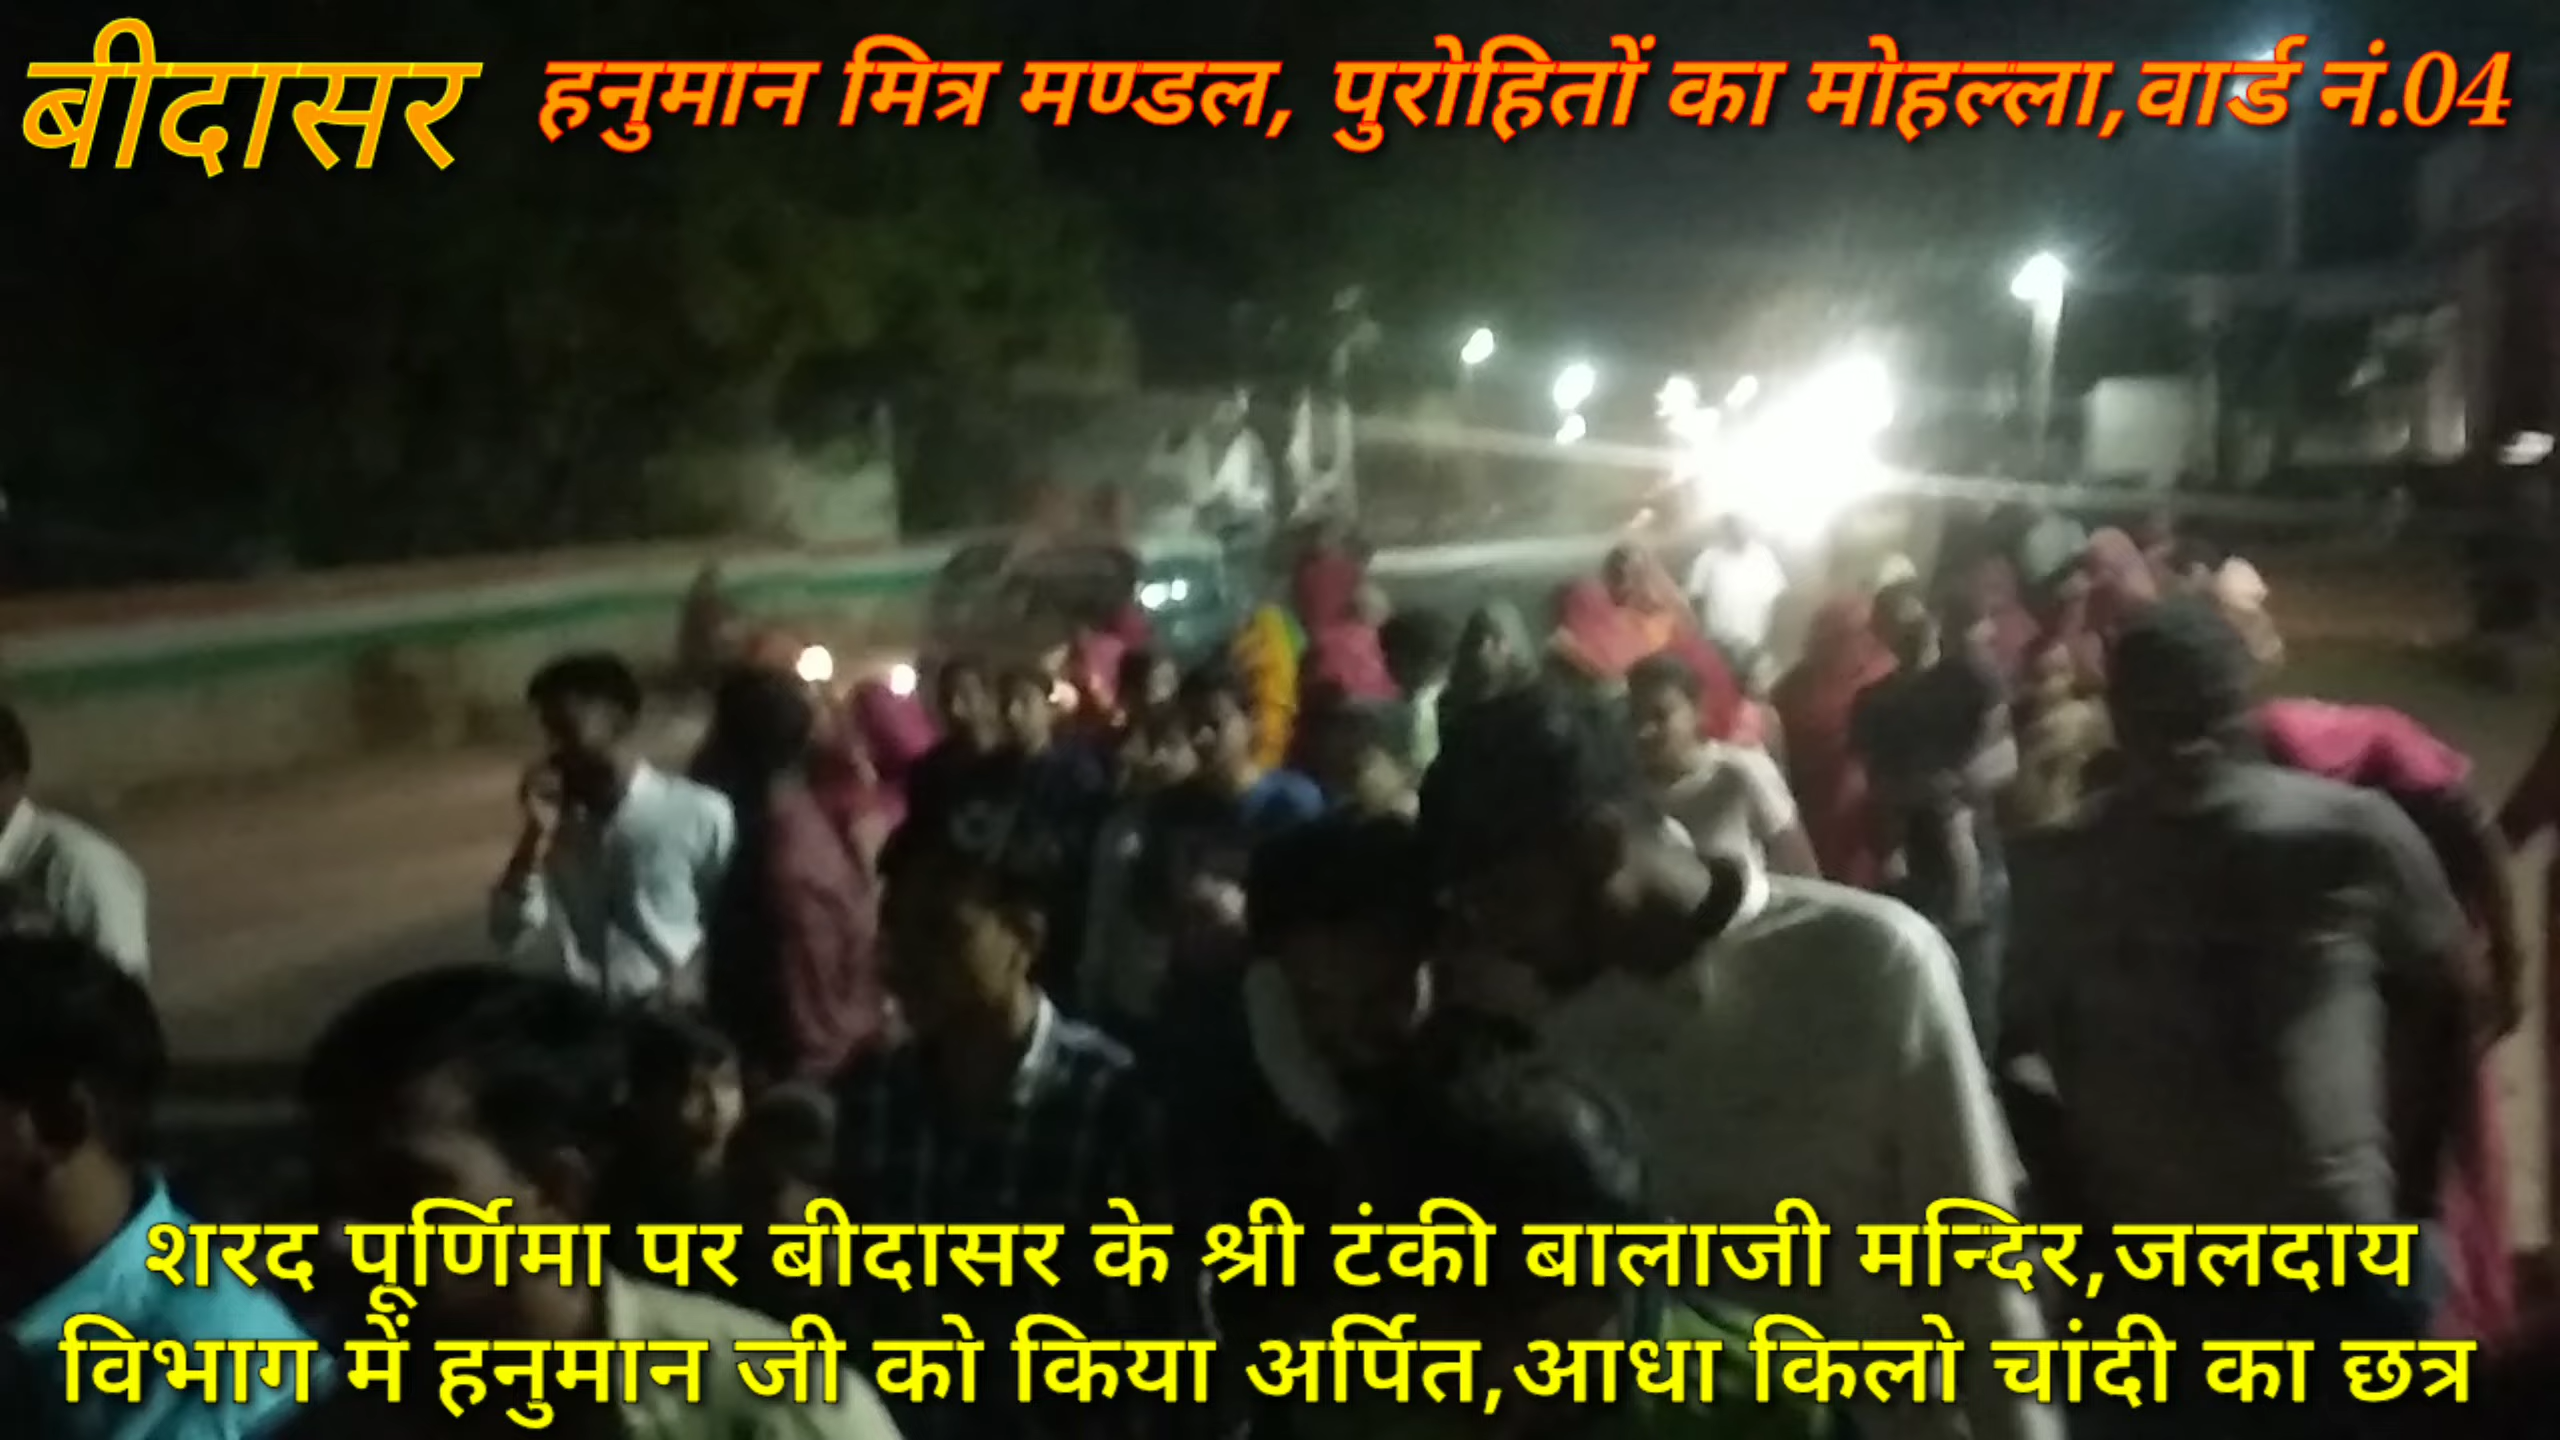 बीदासर
हनुमान मित्र मण्डल, पुरोहितों का मोहल्ला,वार्ड नं.04
शरद पूर्णिमा पर बीदासर के श्री टंकी बालाजी मन्दिर,जलदाय
विभाग में हनुमान जी को किया अर्पित,आधा किलो चांदी का छत्र